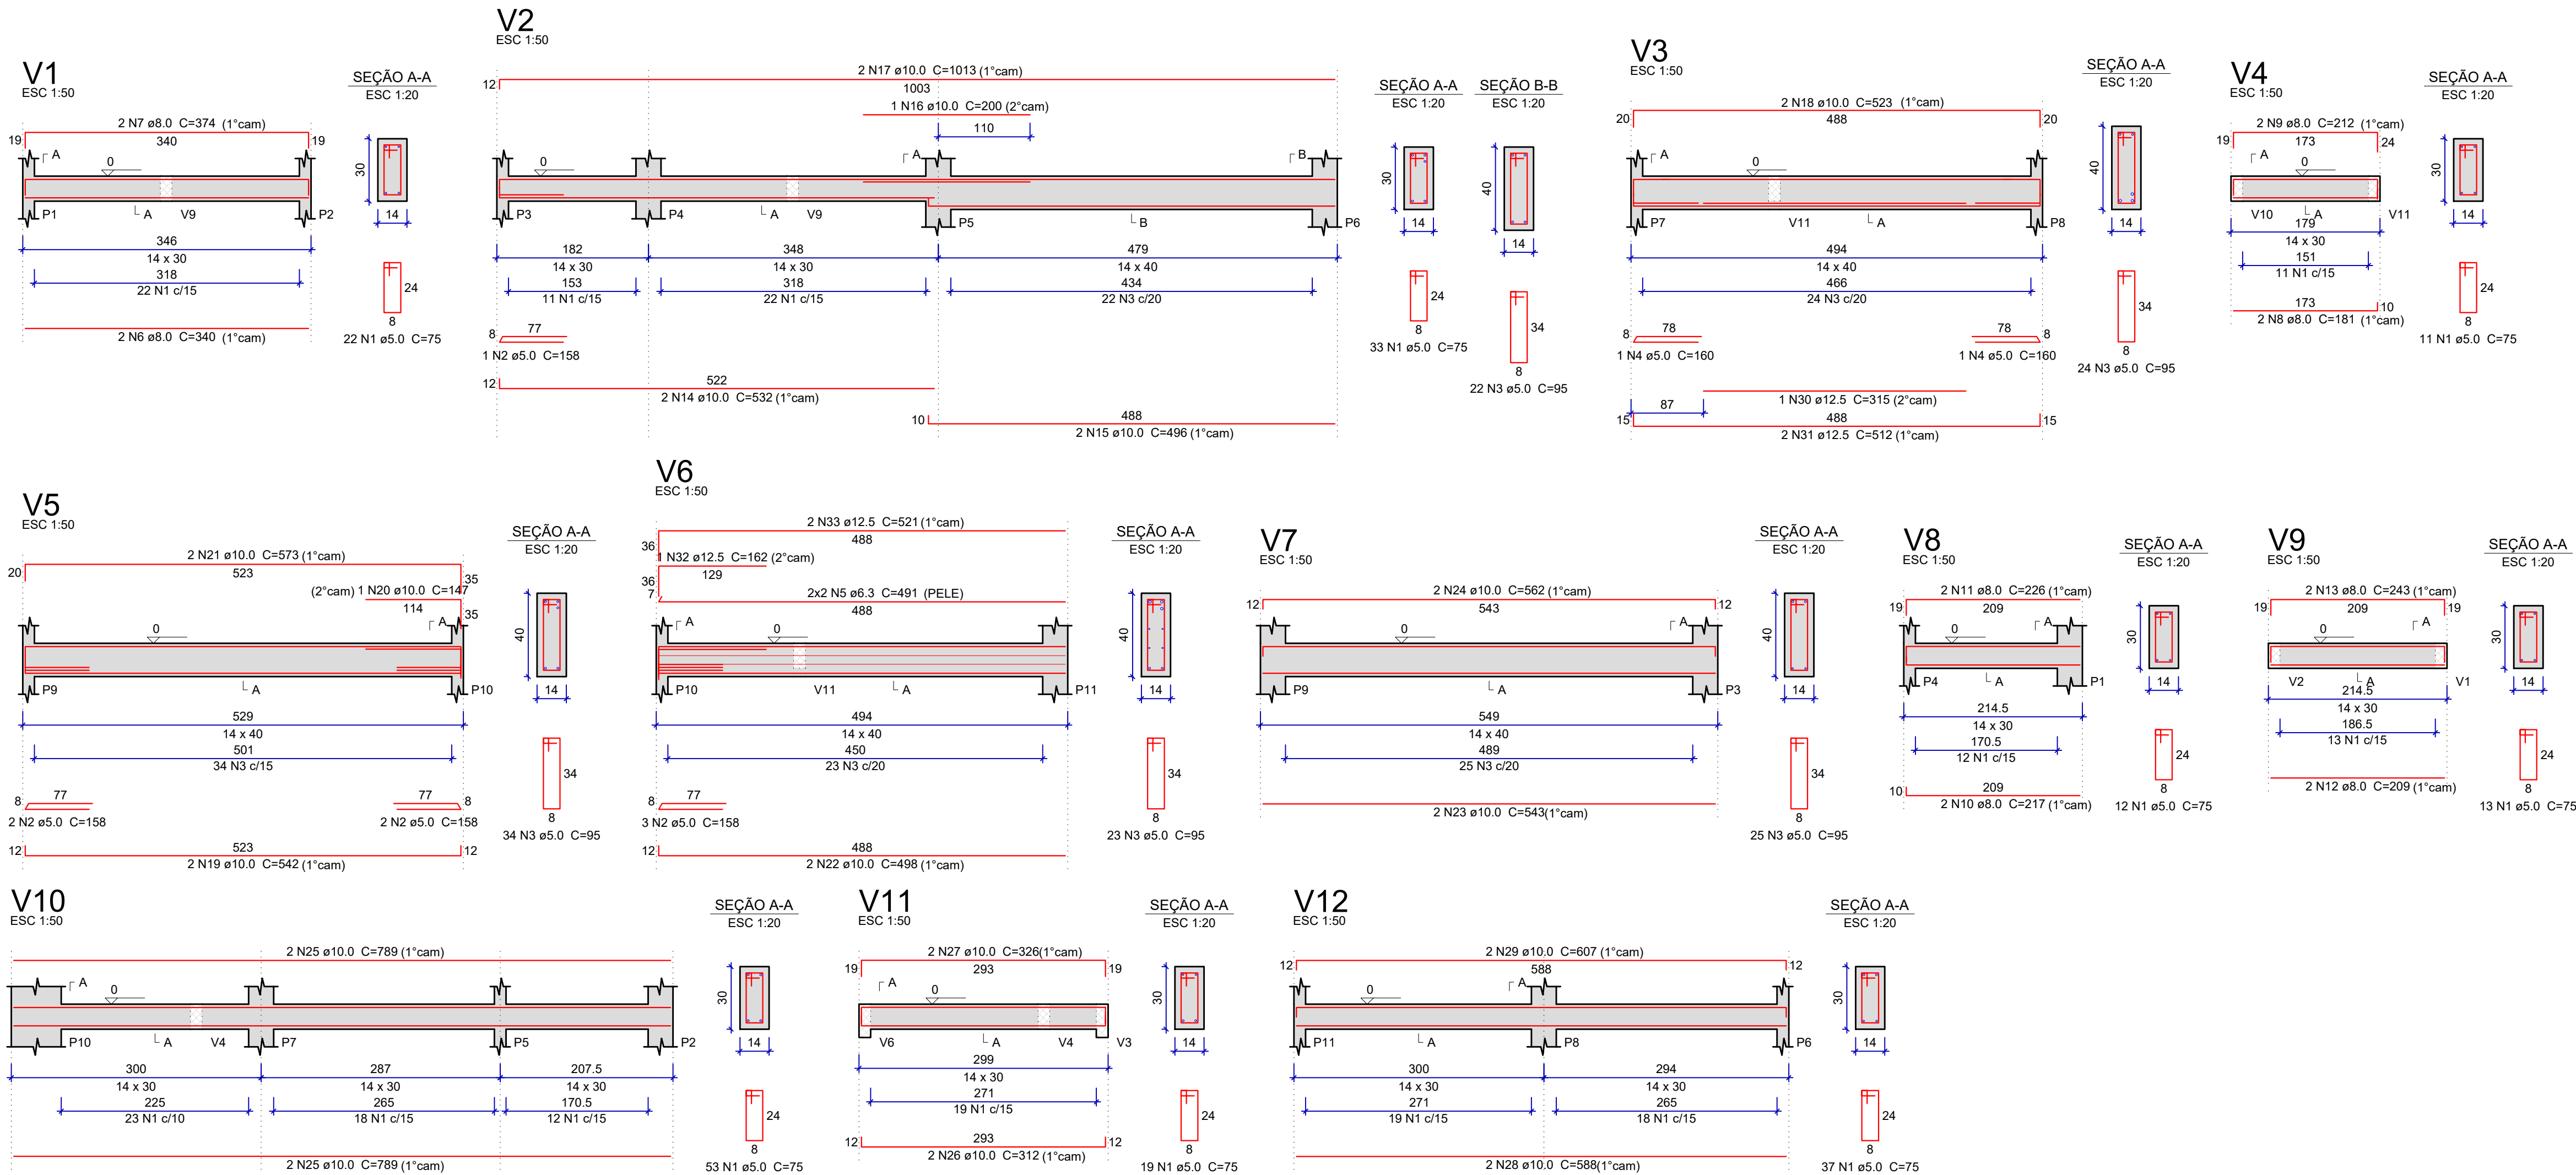 V1
ESC 1:50
2 N7 ø8.0 C=374 (1°cam)
19
340
19
A
0
P1
A
V9
P2
346
14 x 30
318
22 N1 c/15
2 N6 ø8.0 C=340 (1°cam)
SEÇÃO A-A
ESC 1:20
30
14
24
8
22 N1 ø5.0 C=75
V2
ESC 1:50
2 N17 ø10.0 C=1013 (1°cam)
12
1003
1 N16 ø10.0 C=200 (2°cam)
110
0
A
B
P3
P4
A
V9
P5
B
P6
182
348
479
14 x 30
14 x 30
14 x 40
153
318
434
11 N1 c/15
22 N1 c/15
22 N3 c/20
8
77
1 N2 ø5.0 C=158
12
522
2 N14 ø10.0 C=532 (1°cam)
10
488
2 N15 ø10.0 C=496 (1°cam)
SEÇÃO A-A
ESC 1:20
30
14
24
8
33 N1 ø5.0 C=75
SEÇÃO B-B
ESC 1:20
40
14
34
8
22 N3 ø5.0 C=95
V3
ESC 1:50
2 N18 ø10.0 C=523 (1°cam)
20
488
20
A
0
P7
V11
A
P8
494
14 x 40
466
24 N3 c/20
8
78
78
8
1 N4 ø5.0 C=160
1 N4 ø5.0 C=160
1 N30 ø12.5 C=315 (2°cam)
87
15
488
15
2 N31 ø12.5 C=512 (1°cam)
SEÇÃO A-A
ESC 1:20
40
14
34
8
24 N3 ø5.0 C=95
V4
ESC 1:50
2 N9 ø8.0 C=212 (1°cam)
19
173
24
A
0
V10
A
V11
179
14 x 30
151
11 N1 c/15
173
10
2 N8 ø8.0 C=181 (1°cam)
SEÇÃO A-A
ESC 1:20
30
14
24
8
11 N1 ø5.0 C=75
V5
ESC 1:50
2 N21 ø10.0 C=573 (1°cam)
20
523
35
(2°cam) 1 N20 ø10.0 C=147
114
35
0
A
P9
A
P10
529
14 x 40
501
34 N3 c/15
8
77
77
8
2 N2 ø5.0 C=158
2 N2 ø5.0 C=158
12
523
12
2 N19 ø10.0 C=542 (1°cam)
SEÇÃO A-A
ESC 1:20
40
14
34
8
34 N3 ø5.0 C=95
V6
ESC 1:50
2 N33 ø12.5 C=521 (1°cam)
36
488
1 N32 ø12.5 C=162 (2°cam)
36
129
7
2x2 N5 ø6.3 C=491 (PELE)
488
A
0
P10
V11
A
P11
494
14 x 40
450
23 N3 c/20
8
77
3 N2 ø5.0 C=158
12
488
2 N22 ø10.0 C=498 (1°cam)
SEÇÃO A-A
ESC 1:20
40
14
34
8
23 N3 ø5.0 C=95
V7
ESC 1:50
2 N24 ø10.0 C=562 (1°cam)
12
543
12
0
A
P9
A
P3
549
14 x 40
489
25 N3 c/20
2 N23 ø10.0 C=543(1°cam)
SEÇÃO A-A
ESC 1:20
40
14
34
8
25 N3 ø5.0 C=95
V8
ESC 1:50
2 N11 ø8.0 C=226 (1°cam)
19
209
0
A
P4
A
P1
214.5
14 x 30
170.5
12 N1 c/15
10
209
2 N10 ø8.0 C=217 (1°cam)
SEÇÃO A-A
ESC 1:20
30
14
24
8
12 N1 ø5.0 C=75
V9
ESC 1:50
2 N13 ø8.0 C=243 (1°cam)
19
209
19
0
A
V2
A
V1
214.5
14 x 30
186.5
13 N1 c/15
2 N12 ø8.0 C=209 (1°cam)
SEÇÃO A-A
ESC 1:20
30
14
24
8
13 N1 ø5.0 C=75
V10
ESC 1:50
2 N25 ø10.0 C=789 (1°cam)
A
0
P10
A
V4
P7
P5
P2
300
287
207.5
14 x 30
14 x 30
14 x 30
225
265
170.5
23 N1 c/10
18 N1 c/15
12 N1 c/15
2 N25 ø10.0 C=789 (1°cam)
SEÇÃO A-A
ESC 1:20
30
14
24
8
53 N1 ø5.0 C=75
V11
ESC 1:50
2 N27 ø10.0 C=326(1°cam)
19
293
19
A
0
V6
A
V4
V3
299
14 x 30
271
19 N1 c/15
12
293
12
2 N26 ø10.0 C=312 (1°cam)
SEÇÃO A-A
ESC 1:20
30
14
24
8
19 N1 ø5.0 C=75
V12
ESC 1:50
2 N29 ø10.0 C=607 (1°cam)
12
588
12
0
A
P11
A
P8
P6
300
294
14 x 30
14 x 30
271
265
19 N1 c/15
18 N1 c/15
2 N28 ø10.0 C=588(1°cam)
SEÇÃO A-A
ESC 1:20
30
14
24
8
37 N1 ø5.0 C=75